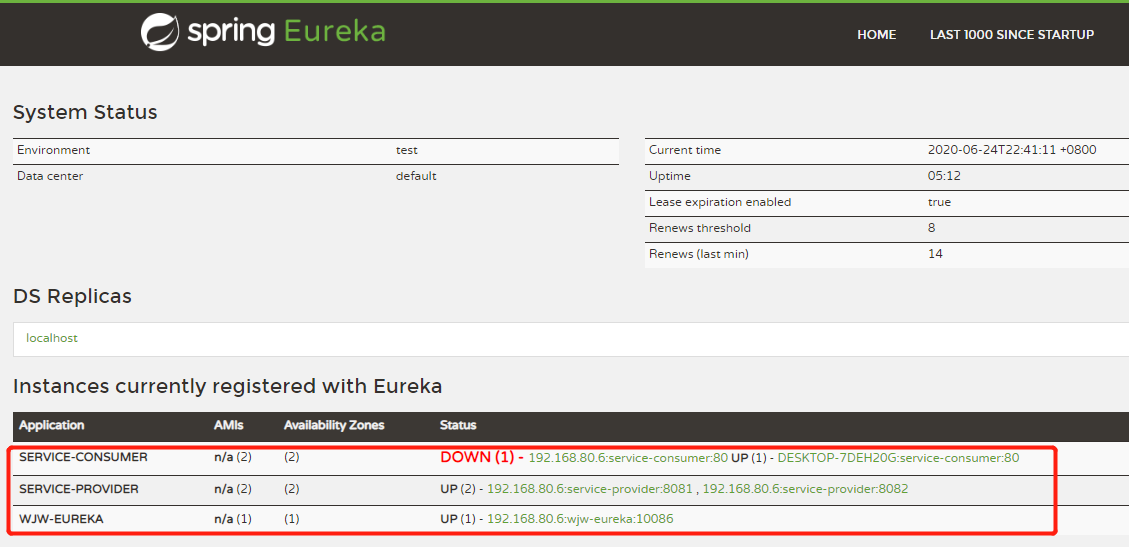 spring Eureka HOME LAST 1000 SINCE STARTUP
System Status
Environment test Current time 2020-06-24T22:41:11 +0800
Data center default Uptime 05:12
Lease expiration enabled true
Renews threshold 8
Renews (last min) 14
DS Replicas
localhost
Instances currently registered with Eureka
Application AMIs Availability Zones Status
SERVICE-CONSUMER n/a (2) (2) DOWN (1) - 192.168.80.6:service-consumer:80 UP (1) - DESKTOP-7DEH20G:service-consumer:80
SERVICE-PROVIDER n/a (2) (2) UP (2) - 192.168.80.6:service-provider:8081 , 192.168.80.6:service-provider:8082
WJW-EUREKA n/a (1) (1) UP (1) - 192.168.80.6:wjw-eureka:10086